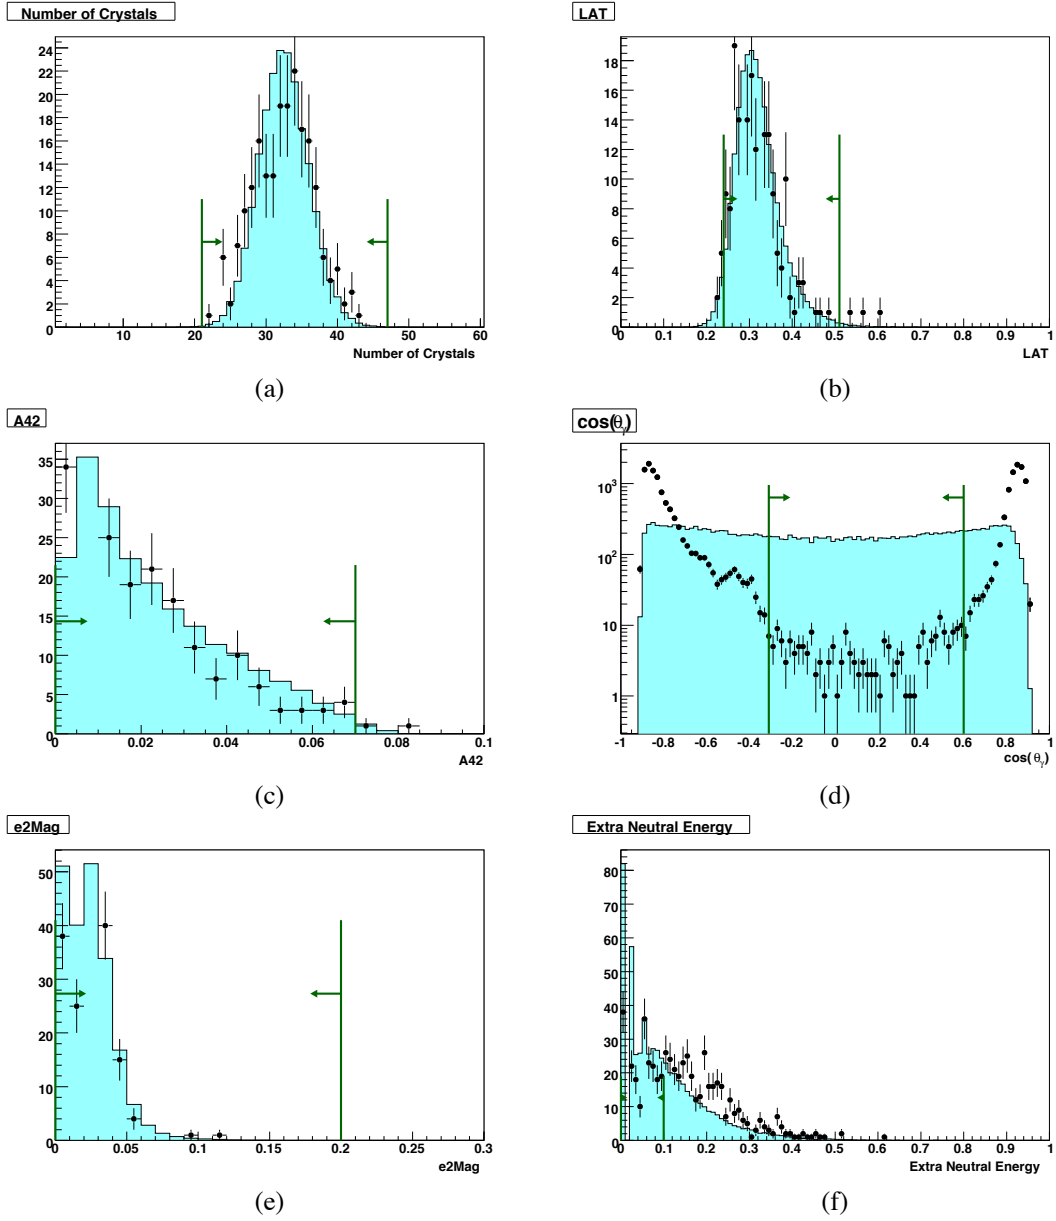 Number of Crystals
24
22
20
18
16
14
12
10
8
6
4
2
0
10 20 30 40 50 60
Number of Crystals
(a)
LAT
18
16
14
12
10
8
6
4
2
0
0 0.1 0.2 0.3 0.4 0.5 0.6 0.7 0.8 0.9 1
LAT
(b)
A42
35
30
25
20
15
10
5
0
0 0.02 0.04 0.06 0.08 0.1
A42
(c)
cos(θγ)
10^3
10^2
10
1
-1 -0.8 -0.6 -0.4 -0.2 0 0.2 0.4 0.6 0.8 1
cos(θγ)
(d)
e2Mag
50
40
30
20
10
0
0 0.05 0.1 0.15 0.2 0.25 0.3
e2Mag
(e)
Extra Neutral Energy
80
70
60
50
40
30
20
10
0
0 0.1 0.2 0.3 0.4 0.5 0.6 0.7 0.8 0.9 1
Extra Neutral Energy
(f)